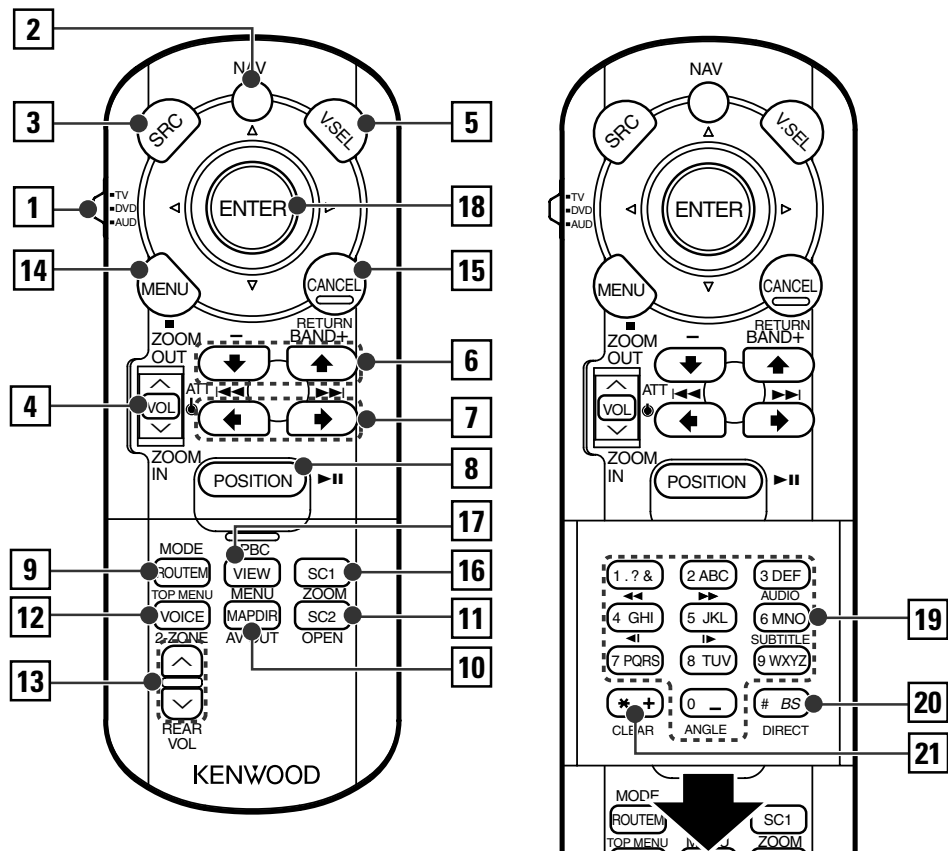 2
NAV
NAV
3
SRC
V.SEL
5
SRC
V.SEL
1
TV
DVD
AUD
ENTER
18
TV
DVD
AUD
ENTER
14
MENU
CANCEL
15
MENU
CANCEL
RETURN
RETURN
ZOOM OUT
– BAND+
6
ZOOM OUT
– BAND+
4
VOL
ATT
7
VOL
ATT
ZOOM IN
POSITION
8
ZOOM IN
POSITION
17
MODE
PBC
9
ROUTEM
VIEW
SC1
16
TOP MENU
MENU
ZOOM
12
VOICE
MAPDIR
SC2
11
2-ZONE
AV OUT
OPEN
10
13
REAR VOL
KENWOOD
1 . ? &
2 ABC
3 DEF
AUDIO
4 GHI
5 JKL
6 MNO
19
SUBTITLE
7 PQRS
8 TUV
9 WXYZ
* +
0 _
# BS
20
CLEAR
ANGLE
DIRECT
21
MODE
ROUTEM
SC1
TOP MENU
MENU
ZOOM